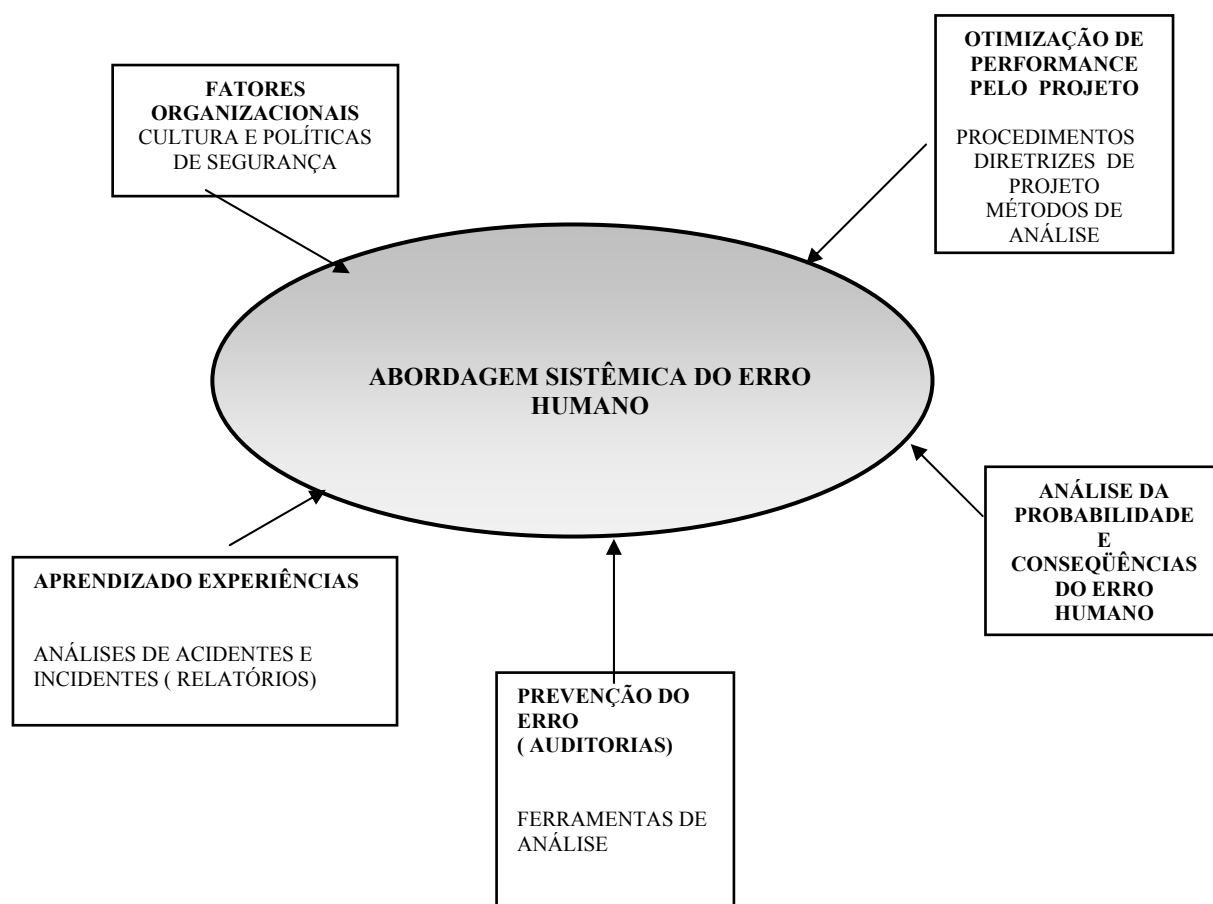 FATORES
ORGANIZACIONAIS
CULTURA E POLÍTICAS
DE SEGURANÇA
OTIMIZAÇÃO DE
PERFORMANCE
PELO PROJETO
PROCEDIMENTOS
DIRETRIZES DE
PROJETO
MÉTODOS DE
ANÁLISE
ABORDAGEM SISTÊMICA DO ERRO
HUMANO
ANÁLISE DA
PROBABILIDADE
E
CONSEQÜÊNCIAS
DO ERRO
HUMANO
APRENDIZADO EXPERIÊNCIAS
ANÁLISES DE ACIDENTES E
INCIDENTES ( RELATÓRIOS)
PREVENÇÃO DO
ERRO
( AUDITORIAS)
FERRAMENTAS DE
ANÁLISE